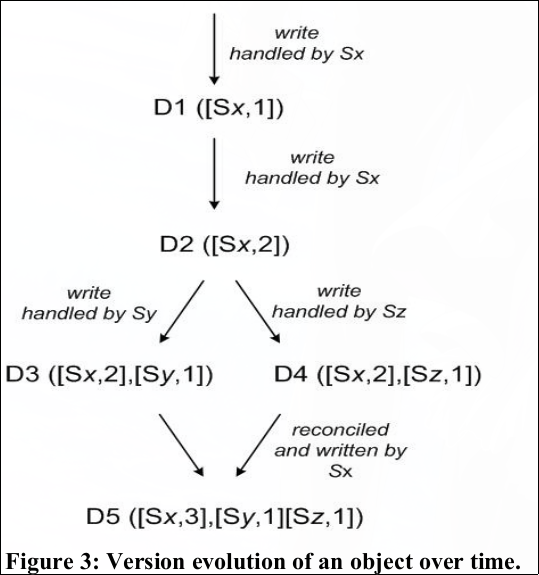 write
handled by Sx
D1 ([Sx,1])
write
handled by Sx
D2 ([Sx,2])
write
handled by Sy
write
handled by Sz
D3 ([Sx,2],[Sy,1])
D4 ([Sx,2],[Sz,1])
reconciled
and written by
Sx
D5 ([Sx,3],[Sy,1][Sz,1])
Figure 3: Version evolution of an object over time.